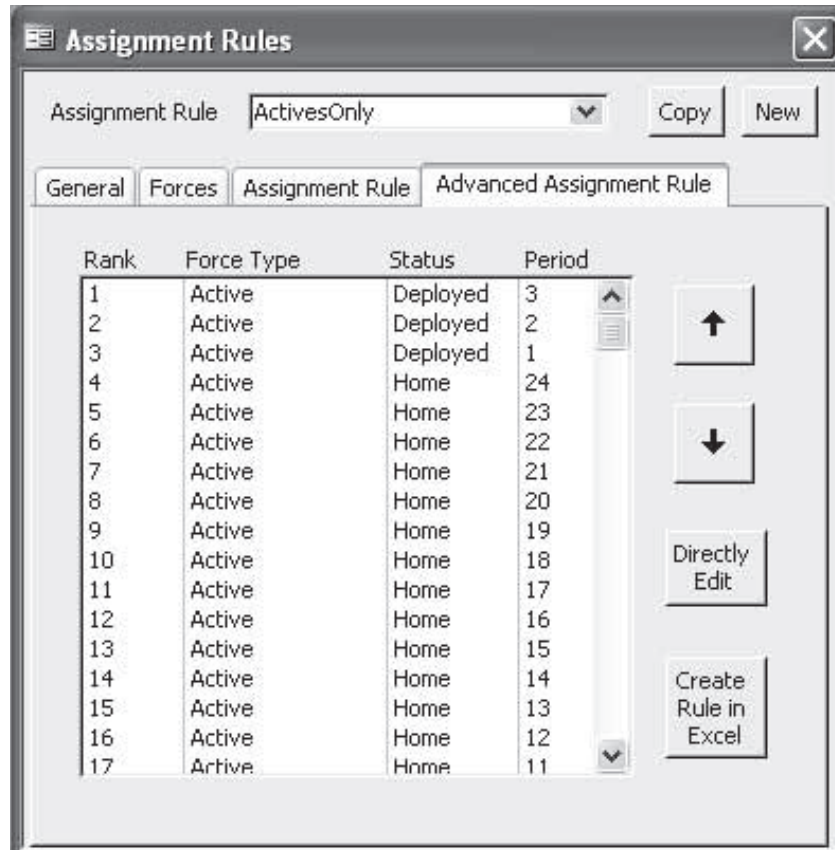 Assignment Rules
Assignment Rule ActivesOnly Copy New
General Forces Assignment Rule Advanced Assignment Rule
Rank Force Type Status Period
1 Active Deployed 3
2 Active Deployed 2
3 Active Deployed 1
4 Active Home 24
5 Active Home 23
6 Active Home 22
7 Active Home 21
8 Active Home 20
9 Active Home 19
10 Active Home 18
11 Active Home 17
12 Active Home 16
13 Active Home 15
14 Active Home 14
15 Active Home 13
16 Active Home 12
17 Active Home 11
Directly
Edit
Create
Rule in
Excel